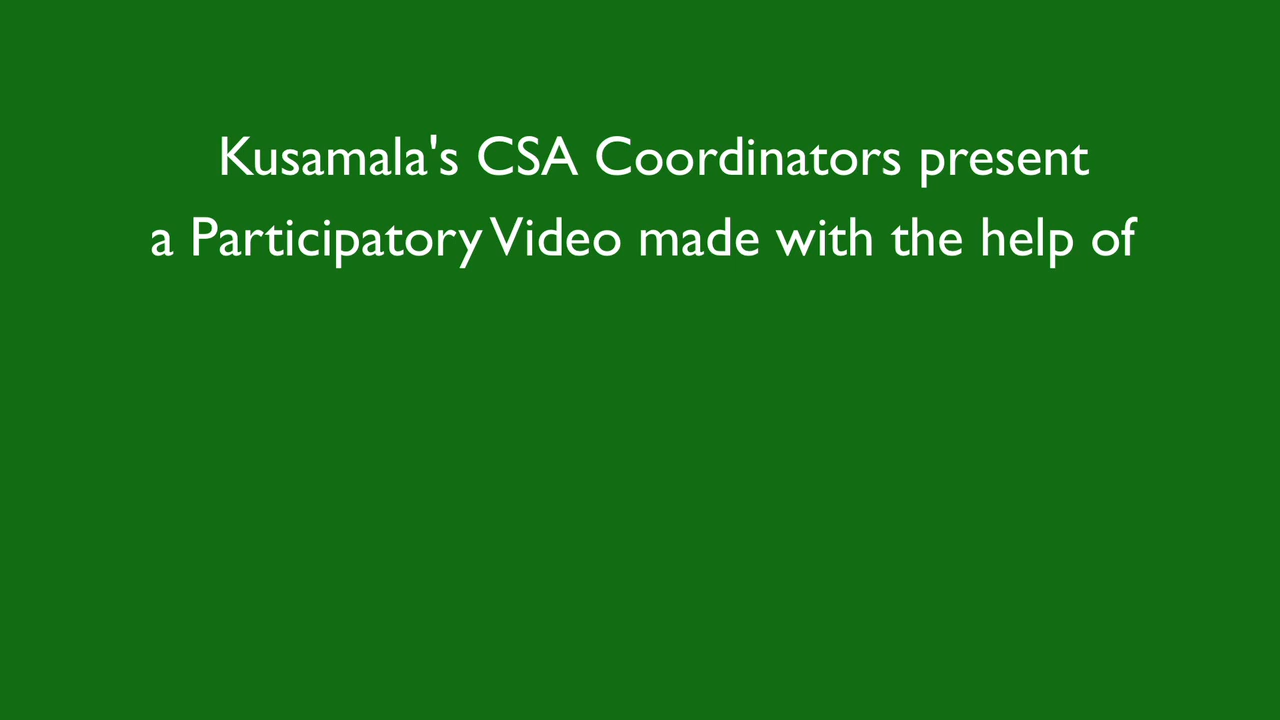 Kusamala's CSA Coordinators present
a Participatory Video made with the help of